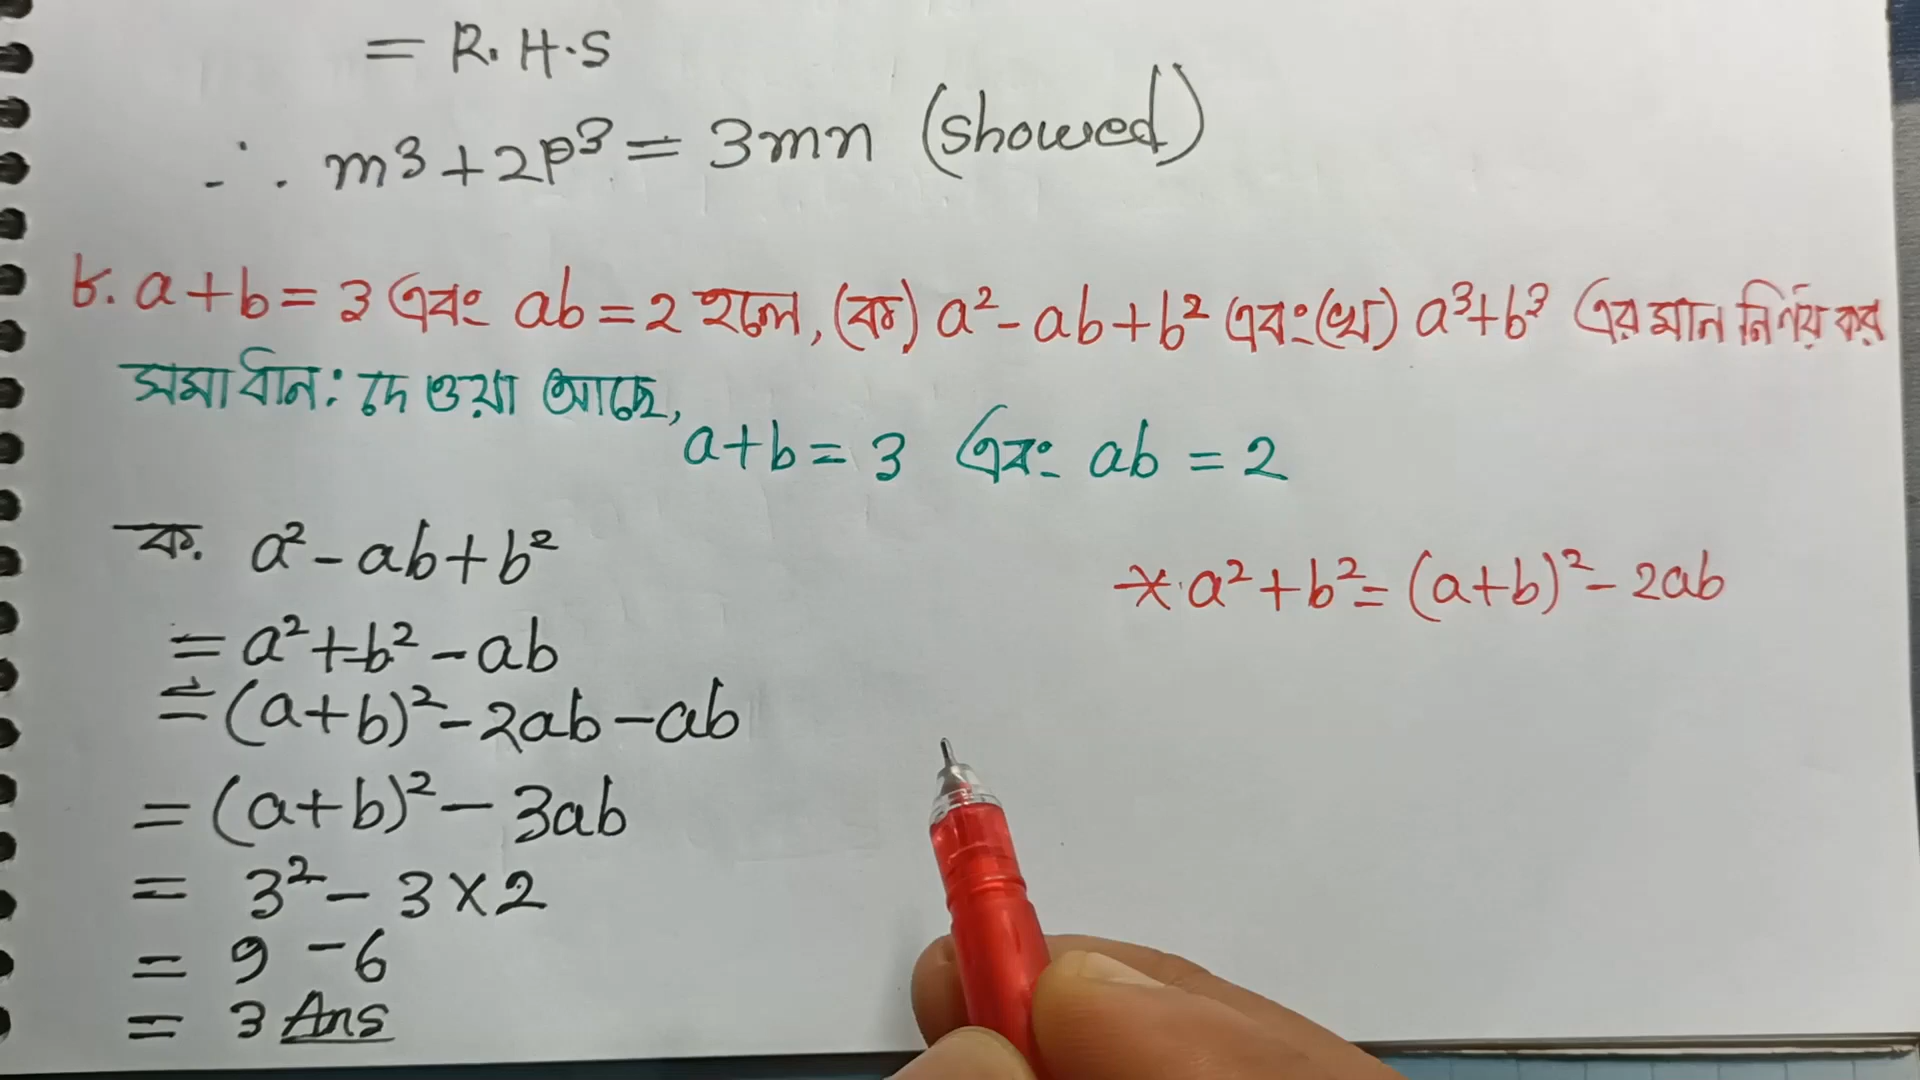 = R.H.S
∴ m³+2p³ = 3mn (showed)
৮. a+b = 3 এবং ab = 2 হলে, (ক) a² - ab + b² এবং (খ) a³+b³ এর মান নির্ণয় কর
সমাধান: দেওয়া আছে,
a+b = 3 এবং ab = 2
ক. a² - ab + b²
*. a² + b² = (a+b)² - 2ab
= a² + b² - ab
= (a+b)² - 2ab - ab
= (a+b)² - 3ab
= 3² - 3×2
= 9 - 6
= 3 Ans